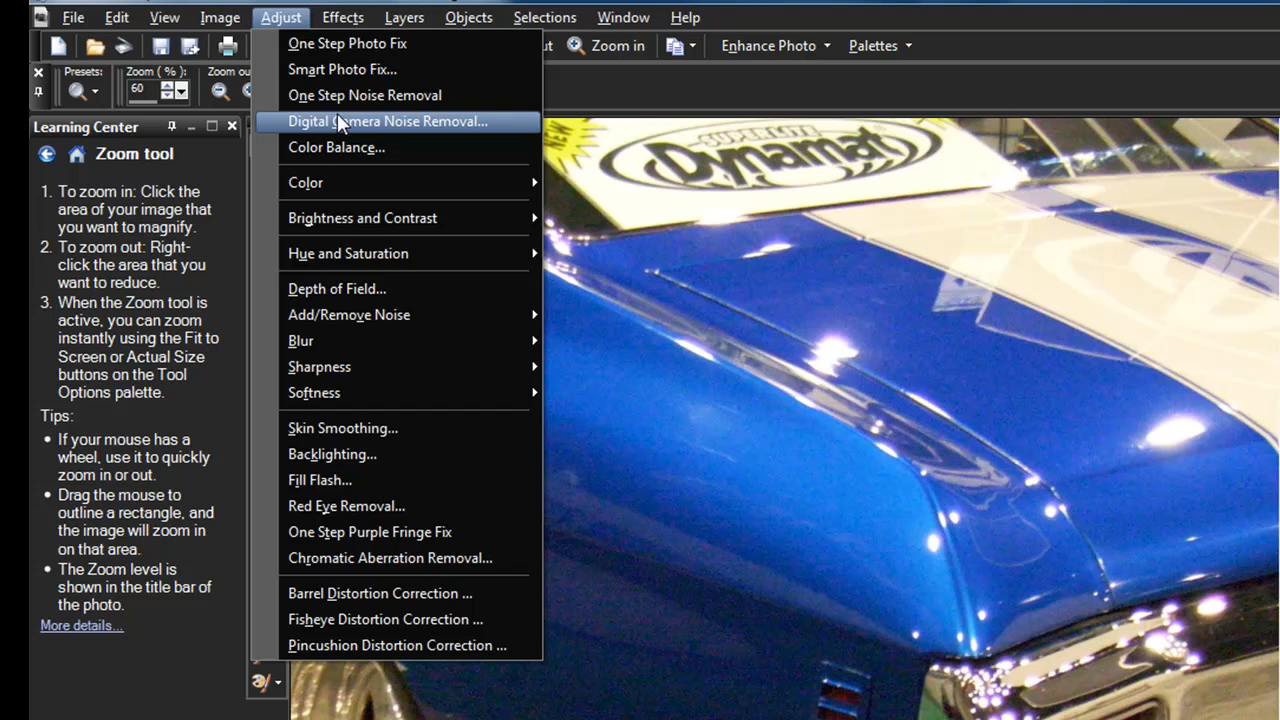 File Edit View Image Adjust Effects Layers Objects Selections Window Help
Zoom in Enhance Photo Palettes
Presets: Zoom ( % ):
60
Learning Center
Zoom tool
1. To zoom in: Click the
area of your image that
you want to magnify.
2. To zoom out: Right-
click the area that you
want to reduce.
3. When the Zoom tool is
active, you can zoom
instantly using the Fit to
Screen or Actual Size
buttons on the Tool
Options palette.
Tips:
• If your mouse has a
wheel, use it to quickly
zoom in or out.
• Drag the mouse to
outline a rectangle, and
the image will zoom in
on that area.
• The Zoom level is
shown in the title bar of
the photo.
More details...
One Step Photo Fix
Smart Photo Fix...
One Step Noise Removal
Digital Camera Noise Removal...
Color Balance...
Color
Brightness and Contrast
Hue and Saturation
Depth of Field...
Add/Remove Noise
Blur
Sharpness
Softness
Skin Smoothing...
Backlighting...
Fill Flash...
Red Eye Removal...
One Step Purple Fringe Fix
Chromatic Aberration Removal...
Barrel Distortion Correction ...
Fisheye Distortion Correction ...
Pincushion Distortion Correction ...
NEW
SUPERLITE
Dynamat